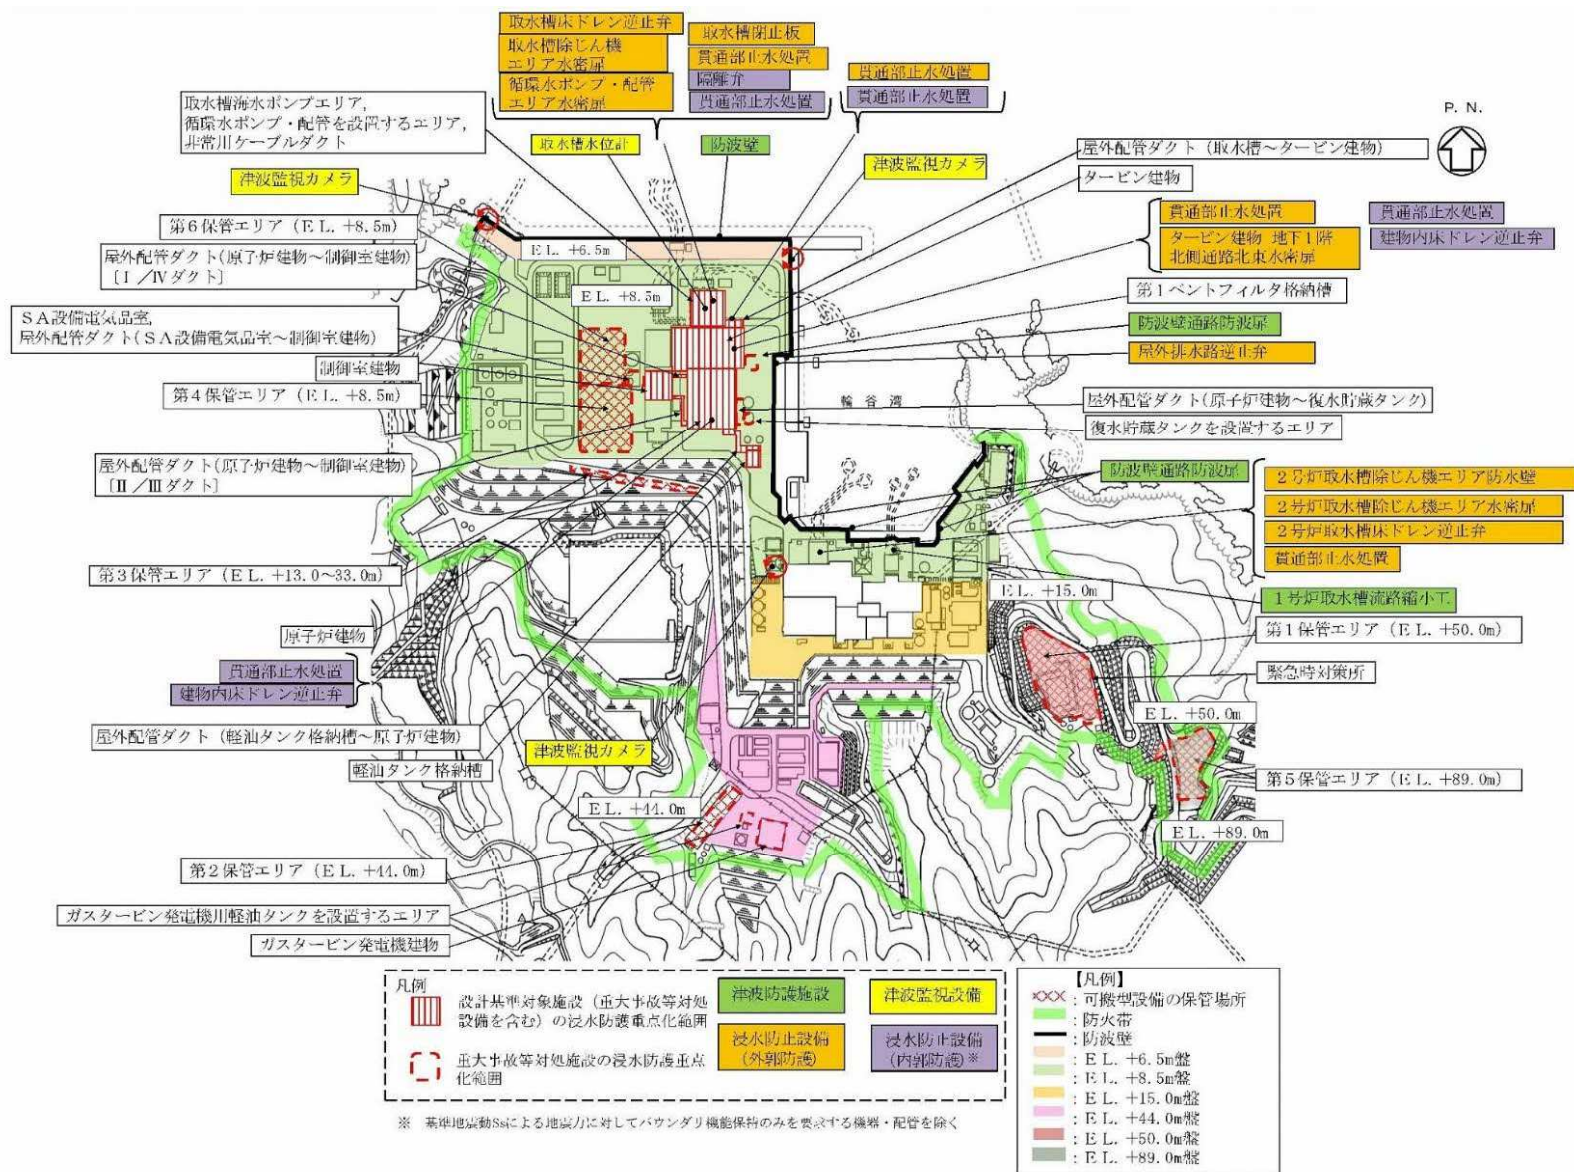 取水槽床ドレン逆止弁
取水槽除じん機
エリア水密扉
循環水ポンプ・配管
エリア水密扉
取水槽閉止板
貫通部止水処置
隔離弁
貫通部止水処置
貫通部止水処置
貫通部止水処置
取水槽海水ポンプエリア,
循環水ポンプ・配管を設置するエリア,
非常用ケーブルダクト
取水槽水位計
防波壁
津波監視カメラ
津波監視カメラ
屋外配管ダクト(取水槽~タービン建物)
タービン建物
P. N.
第6保管エリア(EL. +8.5m)
屋外配管ダクト(原子炉建物~制御室建物)
[Ⅰ/Ⅳダクト]
EL. +6.5m
EL. +8.5m
貫通部止水処置
タービン建物 地下1階
北側通路北東水密扉
貫通部止水処置
建物内床ドレン逆止弁
第1ベントフィルタ格納槽
防波壁通路防波扉
屋外排水路逆止弁
SA設備電気品室,
屋外配管ダクト(SA設備電気品室~制御室建物)
制御室建物
第4保管エリア(EL. +8.5m)
輪谷湾
屋外配管ダクト(原子炉建物~復水貯蔵タンク)
復水貯蔵タンクを設置するエリア
屋外配管ダクト(原子炉建物~制御室建物)
[Ⅱ/Ⅲダクト]
防波壁通路防波扉
2号炉取水槽除じん機エリア防水壁
2号炉取水槽除じん機エリア水密扉
2号炉取水槽床ドレン逆止弁
貫通部止水処置
第3保管エリア(EL. +13.0~33.0m)
EL. +15.0m
1号炉取水槽流路縮小工
第1保管エリア(EL. +50.0m)
原子炉建物
緊急時対策所
貫通部止水処置
建物内床ドレン逆止弁
EL. +50.0m
屋外配管ダクト(軽油タンク格納槽~原子炉建物)
津波監視カメラ
軽油タンク格納槽
第5保管エリア(EL. +89.0m)
EL. +44.0m
EL. +89.0m
第2保管エリア(EL. +44.0m)
ガスタービン発電機用軽油タンクを設置するエリア
ガスタービン発電機建物
凡例
設計基準対象施設(重大事故等対処
設備を含む)の浸水防護重点化範囲
重大事故等対処施設の浸水防護重点
化範囲
津波防護施設
津波監視設備
浸水防止設備
(外郭防護)
浸水防止設備
(内郭防護)※
※ 基準地震動Ssによる地震力に対してバウンダリ機能保持のみを要求する機器・配管を除く
【凡例】
:可搬型設備の保管場所
:防火帯
:防波壁
:EL. +6.5m盤
:EL. +8.5m盤
:EL. +15.0m盤
:EL. +44.0m盤
:EL. +50.0m盤
:EL. +89.0m盤